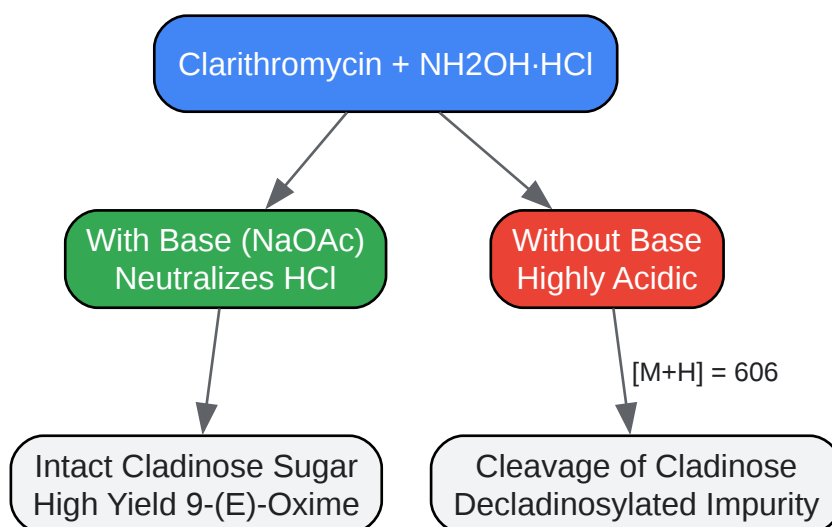 Clarithromycin + NH2OH·HCl
With Base (NaOAc)
Neutralizes HCl
Without Base
Highly Acidic
[M+H] = 606
Intact Cladinose Sugar
High Yield 9-(E)-Oxime
Cleavage of Cladinose
Decladinosylated Impurity